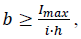 b ≥ I_max / (i·h) ,